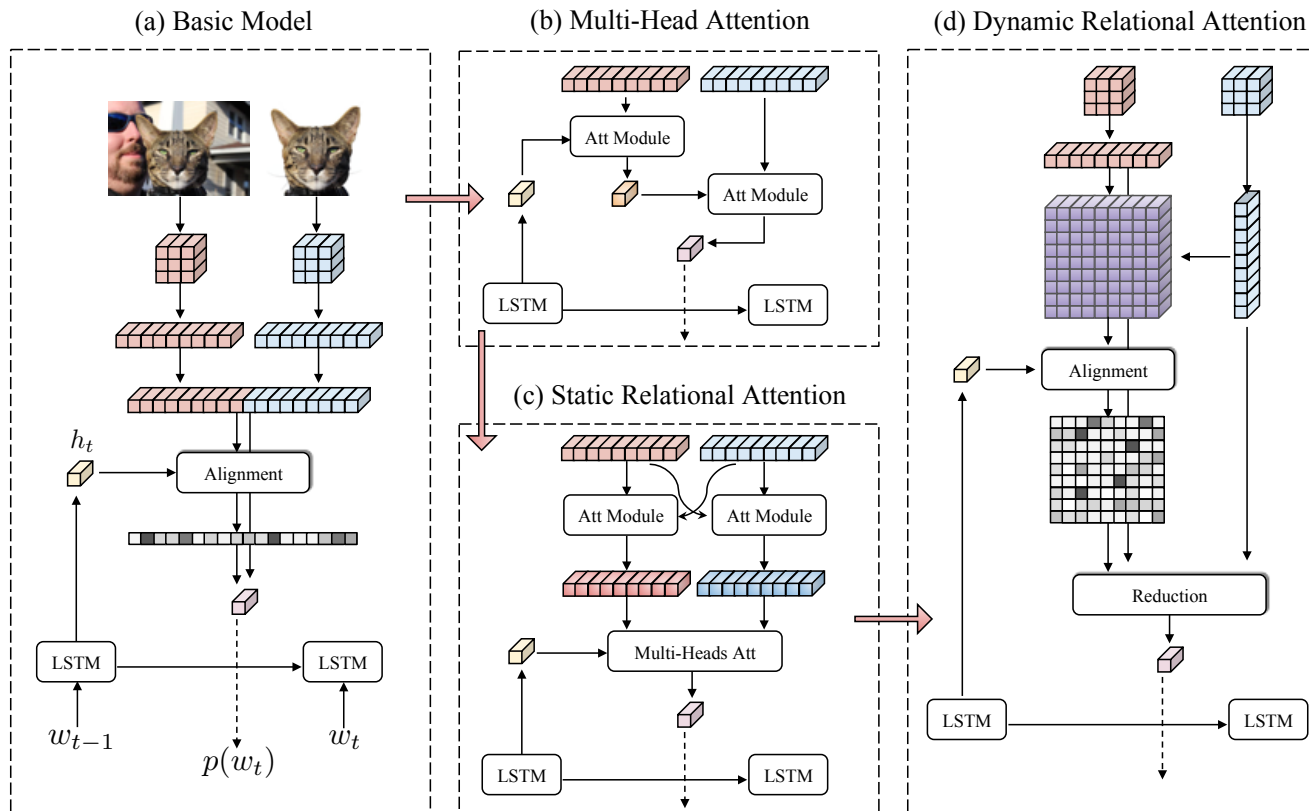 (a) Basic Model
h_t
Alignment
LSTM
LSTM
w_{t-1}
w_t
p(w_t)
(b) Multi-Head Attention
Att Module
Att Module
LSTM
LSTM
(c) Static Relational Attention
Att Module
Att Module
Multi-Heads Att
LSTM
LSTM
(d) Dynamic Relational Attention
Alignment
Reduction
LSTM
LSTM